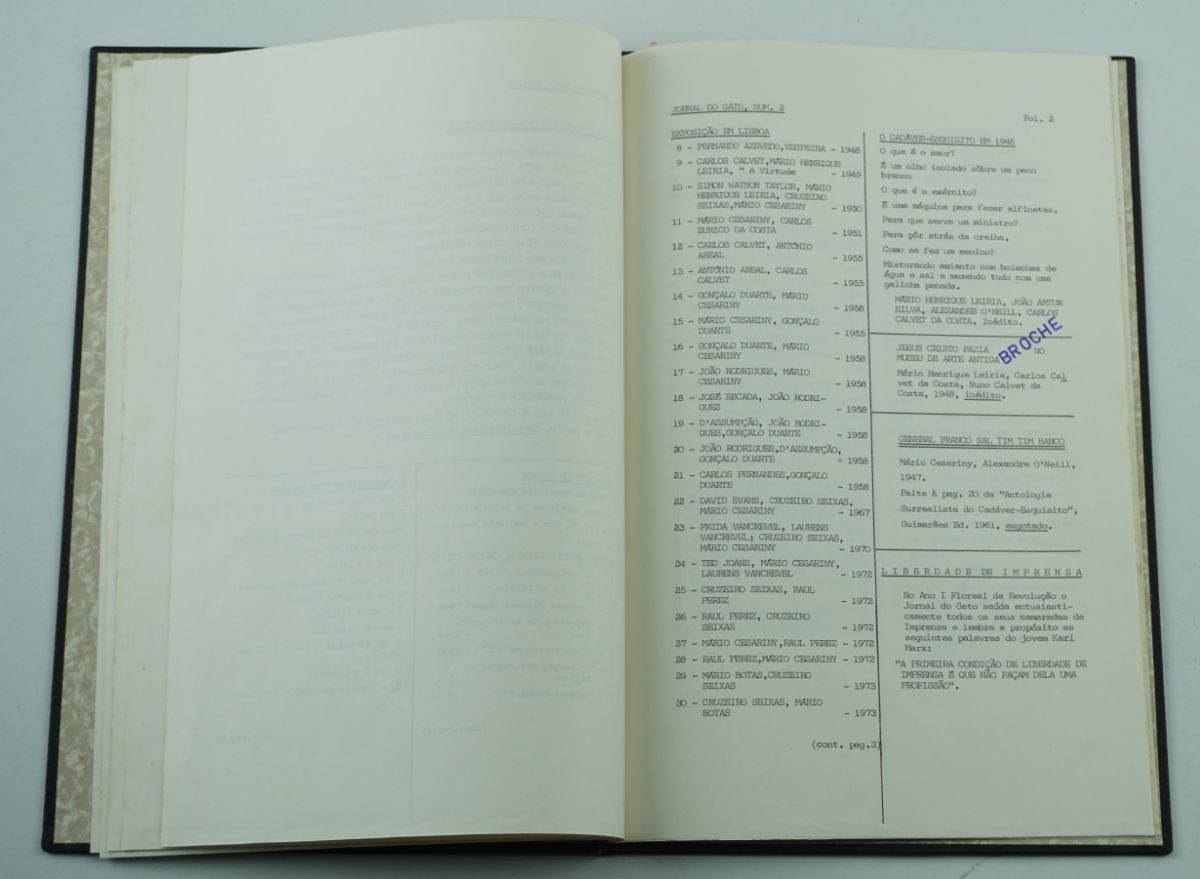 JORNAL DO GATO, NUM. 2
Fol. 2
EXPOSIÇÃO EM LISBOA
8 - FERNANDO AZEVEDO,VESPEIRA - 1948
9 - CARLOS CALVET,MÁRIO HENRIQUE
LEIRIA, " A Virtude - 1949
10 - SIMON WATSON TAYLOR, MÁRIO
HENRIQUE LEIRIA, CRUZEIRO
SEIXAS,MÁRIO CESARINY - 1950
11 - MÁRIO CESARINY, CARLOS
EURICO DA COSTA - 1951
12 - CARLOS CALVET, ANTÓNIO
AREAL - 1955
13 - ANTÓNIO AREAL, CARLOS
CALVET - 1955
14 - GONÇALO DUARTE, MÁRIO
CESARINY - 1958
15 - MÁRIO CESARINY, GONÇALO
DUARTE - 1955
16 - GONÇALO DUARTE, MÁRIO
CESARINY - 1958
17 - JOÃO RODRIGUES, MÁRIO
CESARINY - 1958
18 - JOSÉ ESCADA, JOÃO RODRI-
GUES - 1958
19 - D'ASSUMPÇÃO, JOÃO RODRI-
GUES,GONÇALO DUARTE - 1958
20 - JOÃO RODRIGUES,D'ASSUMPÇÃO,
GONÇALO DUARTE - 1958
21 - CARLOS FERNANDES,GONÇALO
DUARTE - 1958
22 - DAVID EVANS, CRUZEIRO SEIXAS,
MÁRIO CESARINY - 1967
23 - FRIDA VANCREVEL, LAURENS
VANCREVEL; CRUZEIRO SEIXAS,
MÁRIO CESARINY - 1970
24 - TED JOANS, MÁRIO CESARINY,
LAURENS VANCREVEL - 1972
25 - CRUZEIRO SEIXAS, RAUL
PEREZ - 1972
26 - RAUL PEREZ, CRUZEIRO
SEIXAS - 1972
27 - MÁRIO CESARINY,RAUL PEREZ - 1972
28 - RAUL PEREZ,MÁRIO CESARINY - 1972
29 - MÁRIO BOTAS,CRUZEIRO
SEIXAS - 1973
30 - CRUZEIRO SEIXAS, MÁRIO
BOTAS - 1973
(cont. pág.3)
O CADÁVER-ESQUISITO EM 1948
O que é o amor?
É um olho isolado sôbre um pano
branco
O que é o exército?
É uma máquina para fazer alfinetes.
Para que serve um ministro?
Para pôr atrás da orelha.
Como se faz um menino?
Misturando amianto com bolachas de
água e sal e mexendo tudo com uma
galinha penada.
MÁRIO HENRIQUE LEIRIA, JOÃO ARTUR
SILVA, ALEXANDRE O'NEILL, CARLOS
CALVET DA COSTA. Inédito.
JESUS CRISTO FAZIA BROCHE NO
MUSEU DE ARTE ANTIGA
Mário Henrique Leiria, Carlos Cal
vet da Costa, Nuno Calvet da
Costa, 1948, inédito.
GENERAL FRANCO SAL TIM TIM BANCO
Mário Cesariny, Alexandre O'Neill,
1947.
Falta à pag. 20 da "Antologia
Surrealista do Cadáver-Esquisito",
Guimarães Ed. 1961, esgotado.
LIBERDADE DE IMPRENSA
No Ano I Floreal da Revolução o
Jornal do Gato saúda entusiasti-
camente todos os seus camaradas de
Imprensa e lembra a propósito as
seguintes palavras do jovem Karl
Marx:
"A PRIMEIRA CONDIÇÃO DE LIBERDADE DE
IMPRENSA É QUE NÃO FAÇAM DELA UMA
PROFISSÃO".